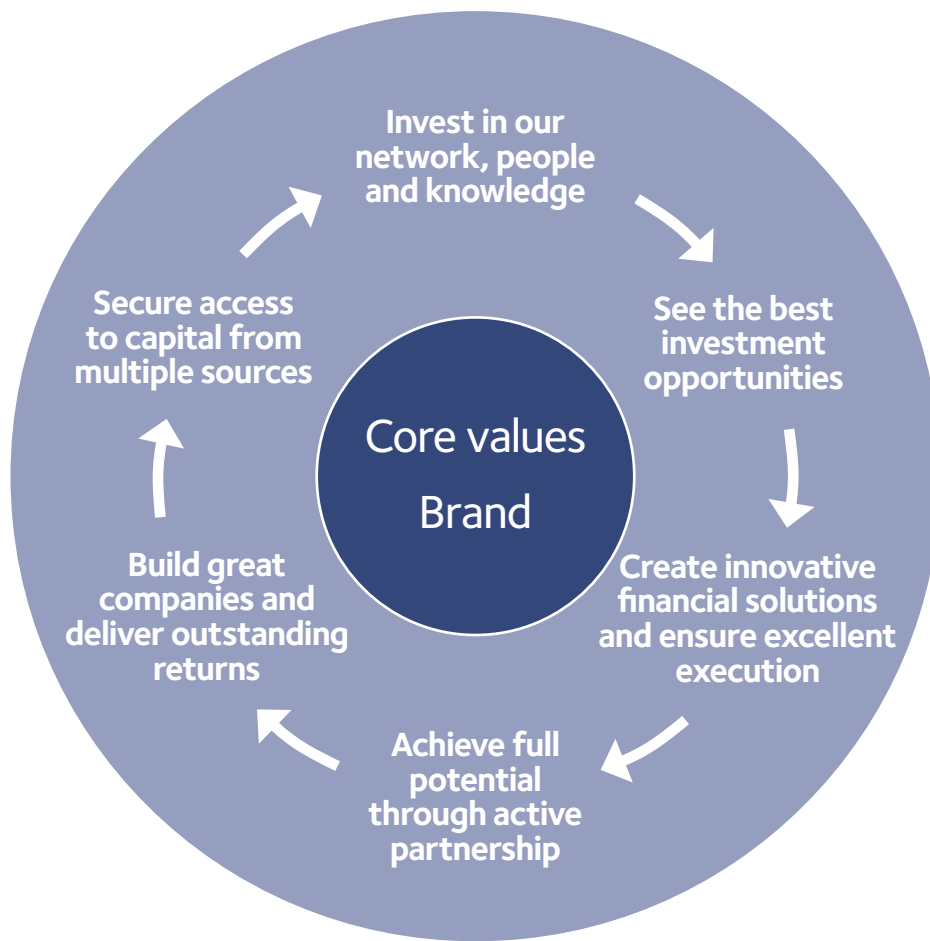 Invest in our
network, people
and knowledge
See the best
investment
opportunities
Create innovative
financial solutions
and ensure excellent
execution
Achieve full
potential
through active
partnership
Build great
companies and
deliver outstanding
returns
Secure access
to capital from
multiple sources
Core values
Brand